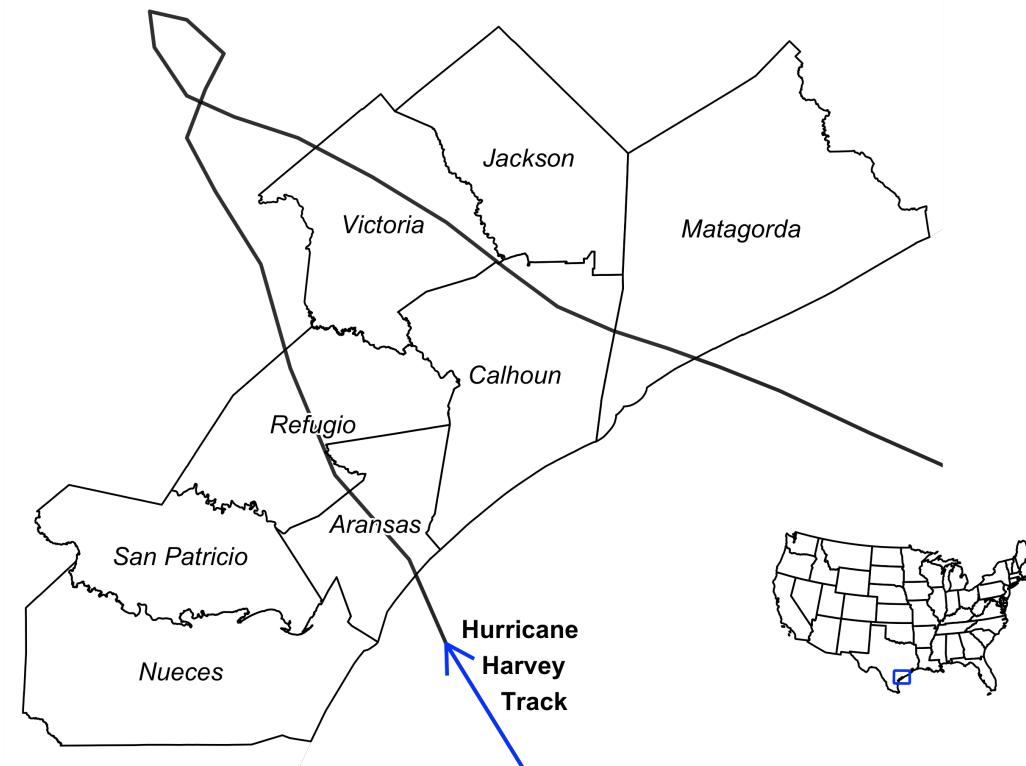 Jackson
Victoria
Matagorda
Calhoun
Refugio
Aransas
San Patricio
Hurricane
Harvey
Track
Nueces